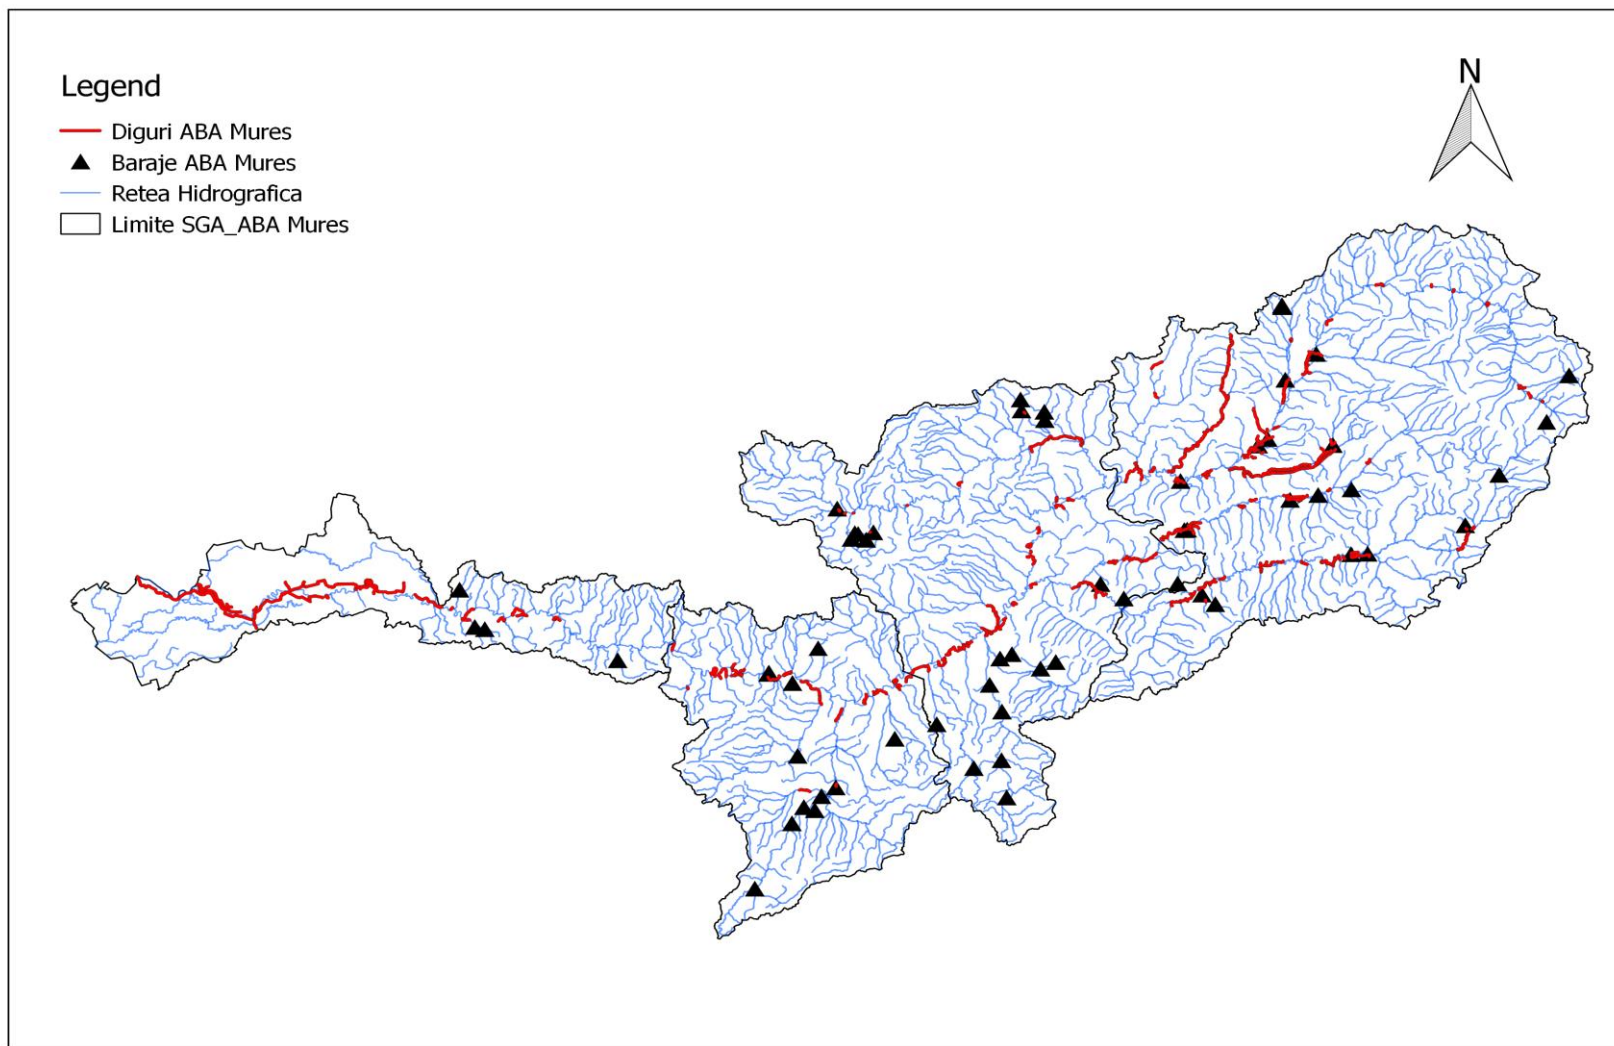 Legend
Diguri ABA Mures
Baraje ABA Mures
Retea Hidrografica
Limite SGA_ABA Mures
N